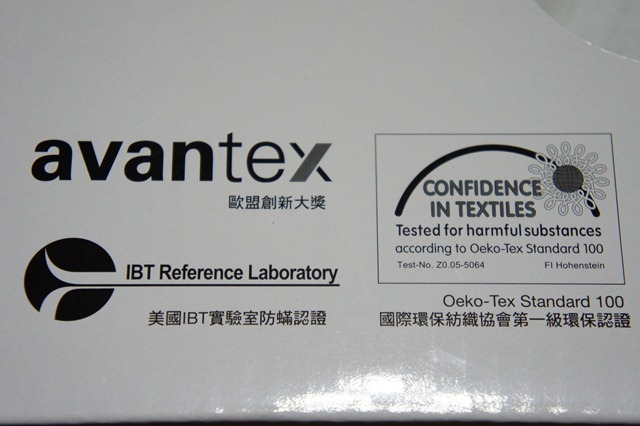 avantex
歐盟創新大獎
IBT Reference Laboratory
美國IBT實驗室防蟎認證
CONFIDENCE
IN TEXTILES
Tested for harmful substances
according to Oeko-Tex Standard 100
Test-No. Z0.05-5064 FI Hohenstein
Oeko-Tex Standard 100
國際環保紡織協會第一級環保認證